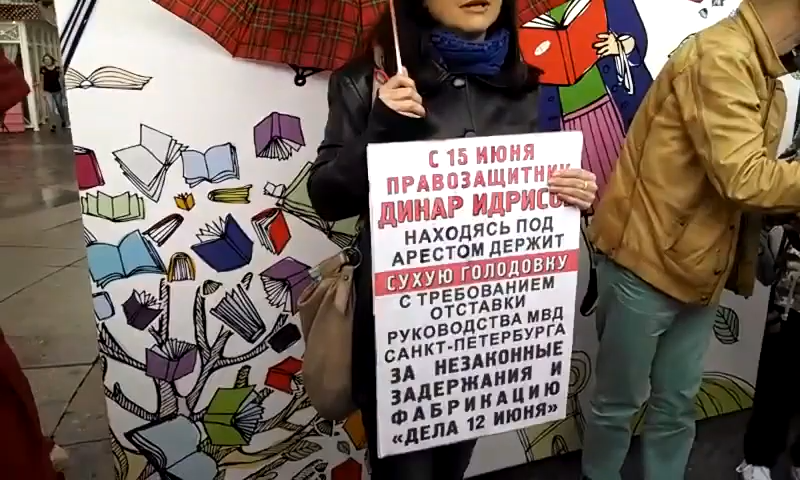 С 15 ИЮНЯ
ПРАВОЗАЩИТНИК
ДИНАР
НАХОДЯСЬ ПОД
АРЕСТОМ ДЕРЖИТ
СУХУЮ ГОЛОДОВКУ
С ТРЕБОВАНИЕМ
ОТСТАВКИ
РУКОВОДСТВА МВД
САНКТ-ПЕТЕРБУРГА
ЗА НЕЗАКОННЫЕ
ЗАДЕРЖАНИЯ И
ФАБРИКАЦИЮ
«ДЕЛА 12 ИЮНЯ»